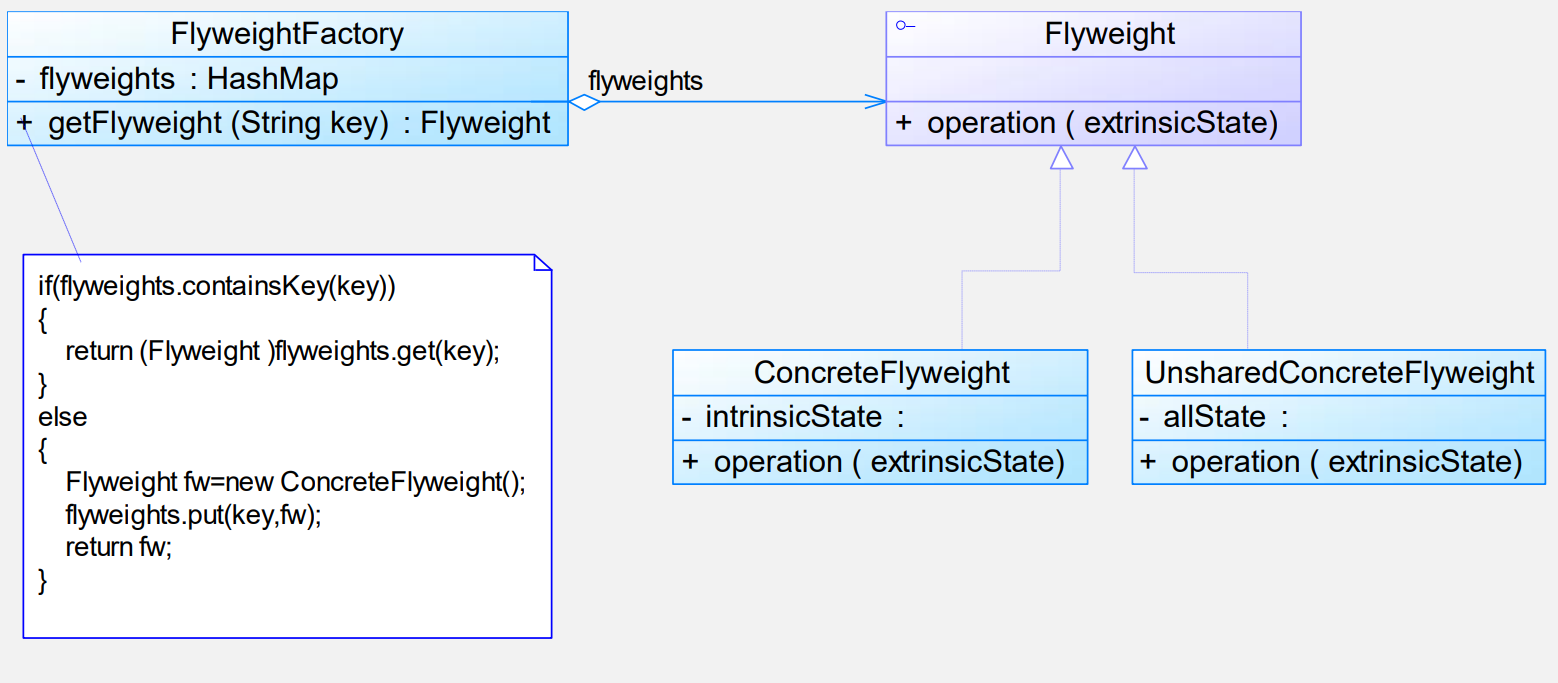 FlyweightFactory
- flyweights : HashMap
+ getFlyweight (String key) : Flyweight
flyweights
Flyweight
+ operation ( extrinsicState)
if(flyweights.containsKey(key))
{
return (Flyweight )flyweights.get(key);
}
else
{
Flyweight fw=new ConcreteFlyweight();
flyweights.put(key,fw);
return fw;
}
ConcreteFlyweight
- intrinsicState :
+ operation ( extrinsicState)
UnsharedConcreteFlyweight
- allState :
+ operation ( extrinsicState)